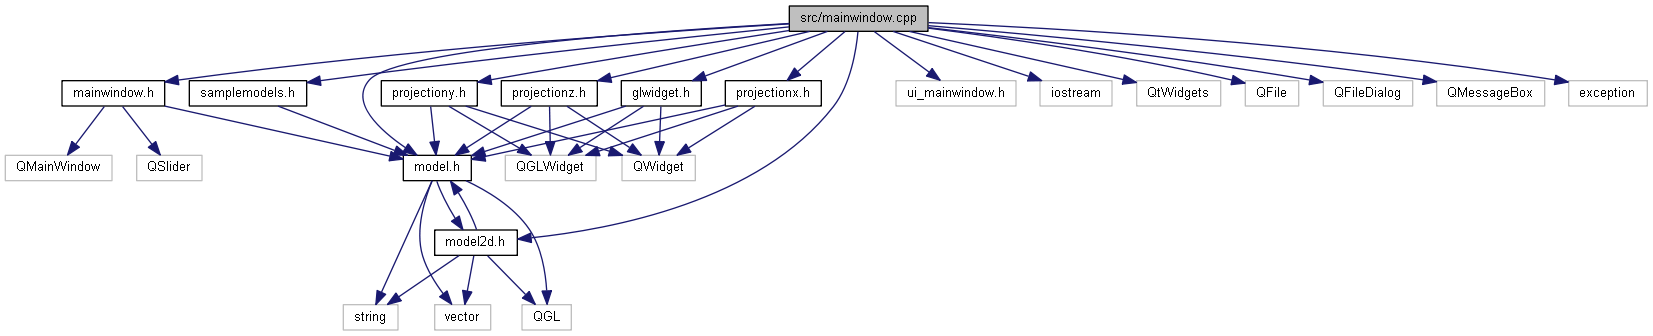 src/mainwindow.cpp
mainwindow.h
samplemodels.h
projectiony.h
projectionz.h
glwidget.h
projectionx.h
ui_mainwindow.h
iostream
QtWidgets
QFile
QFileDialog
QMessageBox
exception
QMainWindow
QSlider
model.h
QGLWidget
QWidget
model2d.h
string
vector
QGL